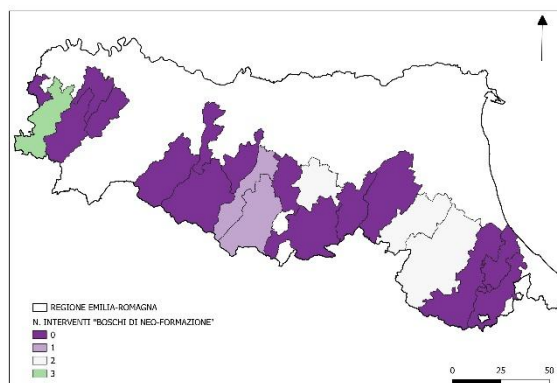 REGIONE EMILIA-ROMAGNA
N. INTERVENTI "BOSCHI DI NEO-FORMAZIONE"
0
1
2
3
0 25 50